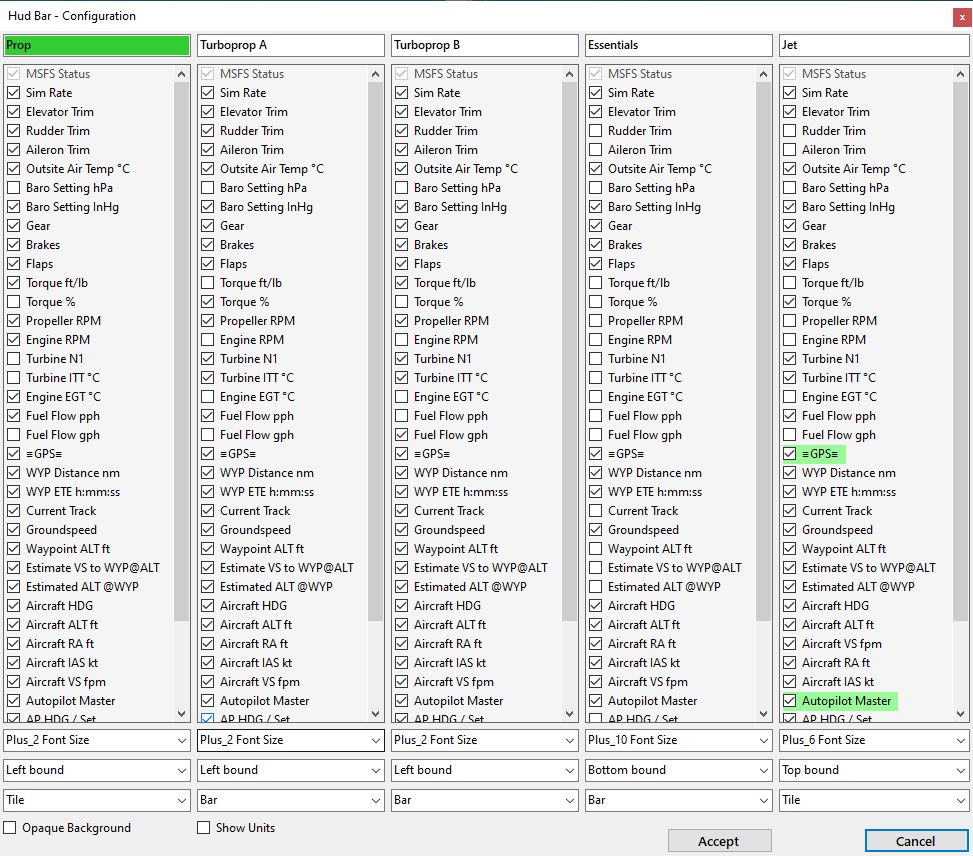 Hud Bar - Configuration
x
Prop Turboprop A Turboprop B Essentials Jet
MSFS Status MSFS Status MSFS Status MSFS Status MSFS Status
Sim Rate Sim Rate Sim Rate Sim Rate Sim Rate
Elevator Trim Elevator Trim Elevator Trim Elevator Trim Elevator Trim
Rudder Trim Rudder Trim Rudder Trim Rudder Trim Rudder Trim
Aileron Trim Aileron Trim Aileron Trim Aileron Trim Aileron Trim
Outsite Air Temp °C Outsite Air Temp °C Outsite Air Temp °C Outsite Air Temp °C Outsite Air Temp °C
Baro Setting hPa Baro Setting hPa Baro Setting hPa Baro Setting hPa Baro Setting hPa
Baro Setting InHg Baro Setting InHg Baro Setting InHg Baro Setting InHg Baro Setting InHg
Gear Gear Gear Gear Gear
Brakes Brakes Brakes Brakes Brakes
Flaps Flaps Flaps Flaps Flaps
Torque ft/lb Torque ft/lb Torque ft/lb Torque ft/lb Torque ft/lb
Torque % Torque % Torque % Torque % Torque %
Propeller RPM Propeller RPM Propeller RPM Propeller RPM Propeller RPM
Engine RPM Engine RPM Engine RPM Engine RPM Engine RPM
Turbine N1 Turbine N1 Turbine N1 Turbine N1 Turbine N1
Turbine ITT °C Turbine ITT °C Turbine ITT °C Turbine ITT °C Turbine ITT °C
Engine EGT °C Engine EGT °C Engine EGT °C Engine EGT °C Engine EGT °C
Fuel Flow pph Fuel Flow pph Fuel Flow pph Fuel Flow pph Fuel Flow pph
Fuel Flow gph Fuel Flow gph Fuel Flow gph Fuel Flow gph Fuel Flow gph
≡GPS≡ ≡GPS≡ ≡GPS≡ ≡GPS≡ ≡GPS≡
WYP Distance nm WYP Distance nm WYP Distance nm WYP Distance nm WYP Distance nm
WYP ETE h:mm:ss WYP ETE h:mm:ss WYP ETE h:mm:ss WYP ETE h:mm:ss WYP ETE h:mm:ss
Current Track Current Track Current Track Current Track Current Track
Groundspeed Groundspeed Groundspeed Groundspeed Groundspeed
Waypoint ALT ft Waypoint ALT ft Waypoint ALT ft Waypoint ALT ft Waypoint ALT ft
Estimate VS to WYP@ALT Estimate VS to WYP@ALT Estimate VS to WYP@ALT Estimate VS to WYP@ALT Estimate VS to WYP@ALT
Estimated ALT @WYP Estimated ALT @WYP Estimated ALT @WYP Estimated ALT @WYP Estimated ALT @WYP
Aircraft HDG Aircraft HDG Aircraft HDG Aircraft HDG Aircraft HDG
Aircraft ALT ft Aircraft ALT ft Aircraft ALT ft Aircraft ALT ft Aircraft ALT ft
Aircraft RA ft Aircraft RA ft Aircraft RA ft Aircraft RA ft Aircraft VS fpm
Aircraft IAS kt Aircraft IAS kt Aircraft IAS kt Aircraft IAS kt Aircraft RA ft
Aircraft VS fpm Aircraft VS fpm Aircraft VS fpm Aircraft VS fpm Aircraft IAS kt
Autopilot Master Autopilot Master Autopilot Master Autopilot Master Autopilot Master
AP HDG / Set AP HDG / Set AP HDG / Set AP HDG / Set AP HDG / Set
Plus_2 Font Size Plus_2 Font Size Plus_2 Font Size Plus_10 Font Size Plus_6 Font Size
Left bound Left bound Left bound Bottom bound Top bound
Tile Bar Bar Bar Tile
Opaque Background Show Units
Accept Cancel